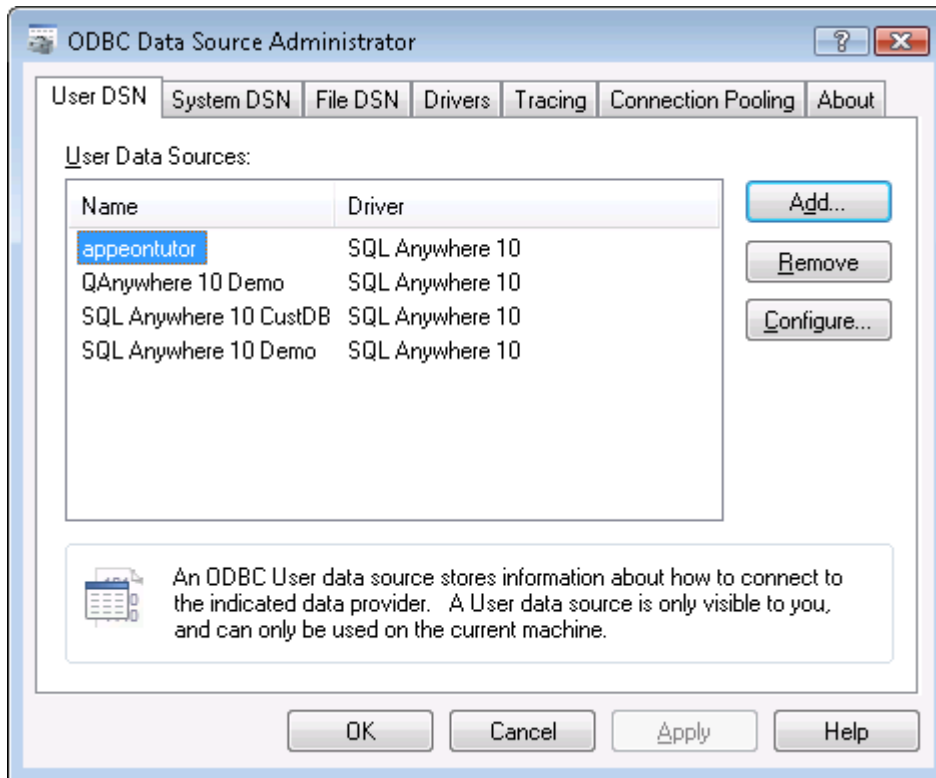 ODBC Data Source Administrator
User DSN System DSN File DSN Drivers Tracing Connection Pooling About
User Data Sources:
Name Driver
appeontutor SQL Anywhere 10
QAnywhere 10 Demo SQL Anywhere 10
SQL Anywhere 10 CustDB SQL Anywhere 10
SQL Anywhere 10 Demo SQL Anywhere 10
Add...
Remove
Configure...
An ODBC User data source stores information about how to connect to
the indicated data provider. A User data source is only visible to you,
and can only be used on the current machine.
OK Cancel Apply Help